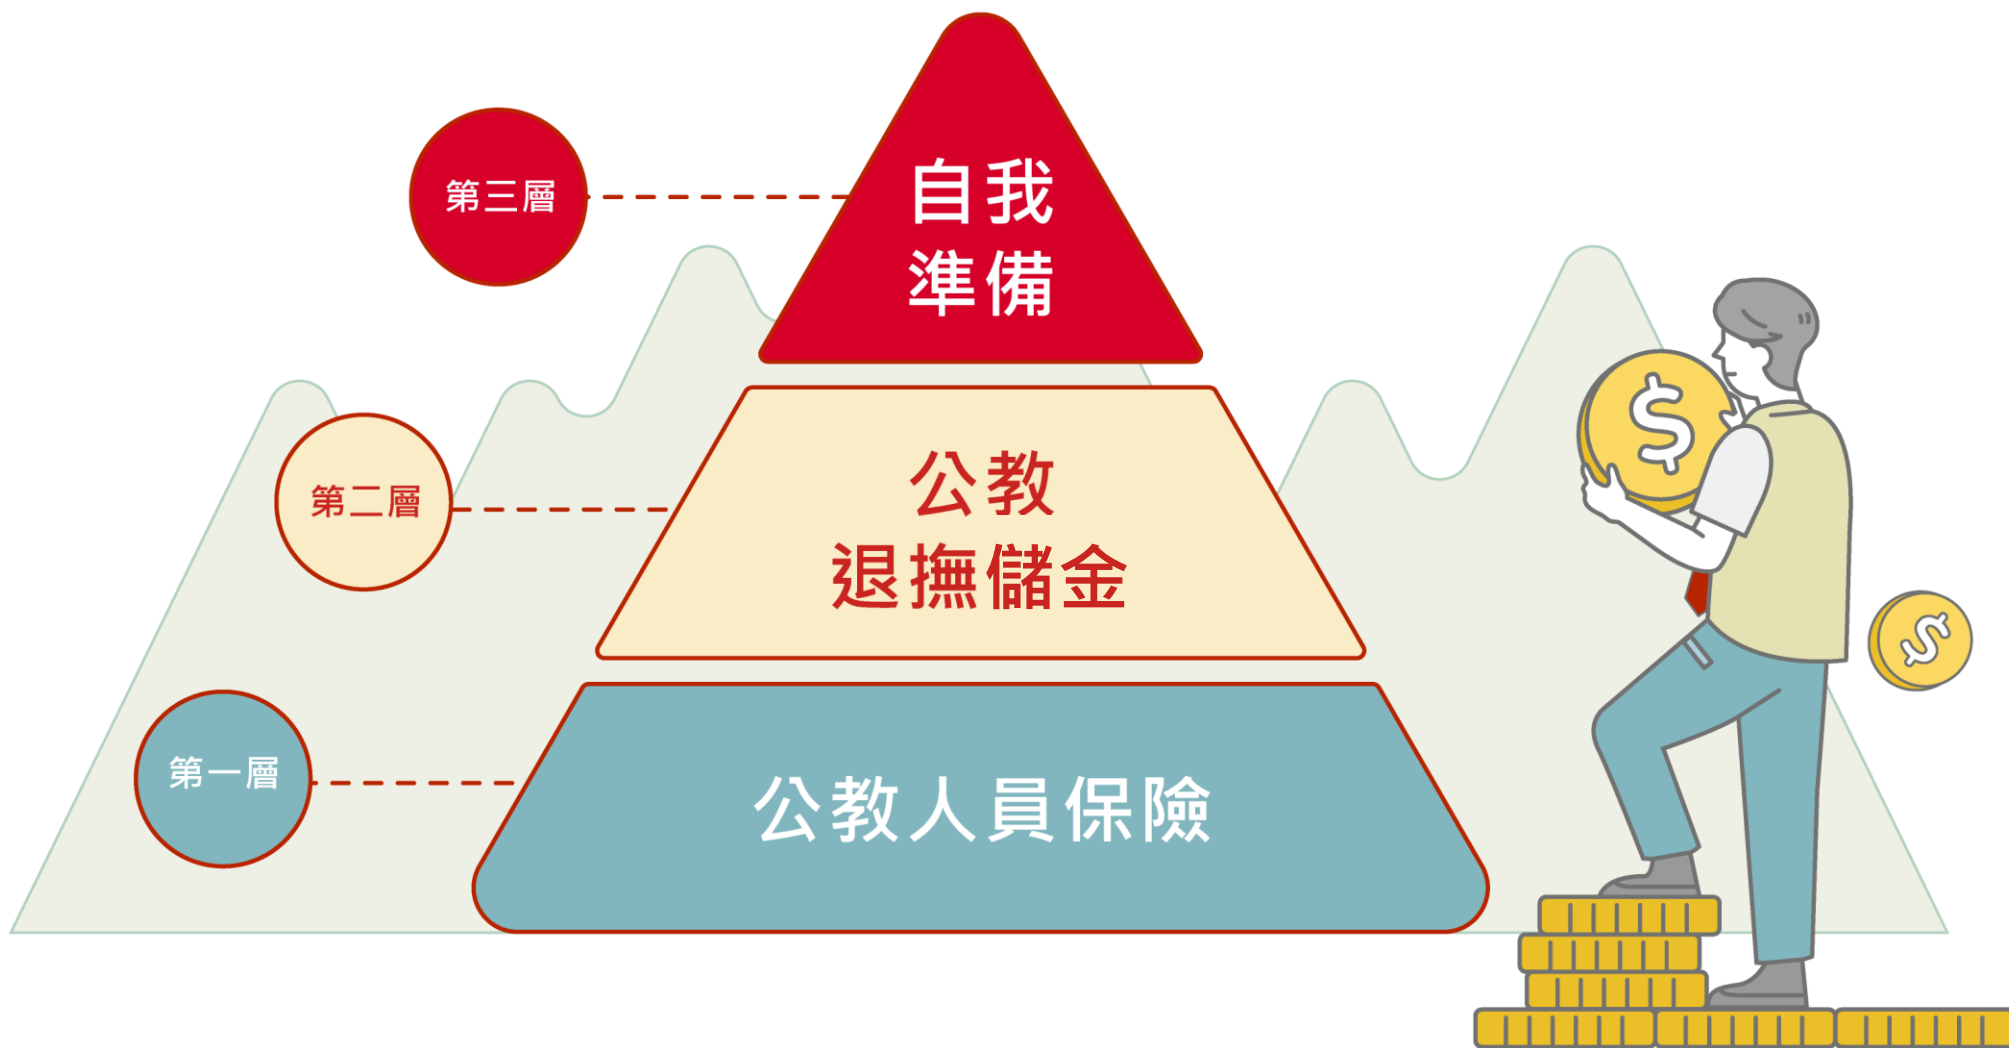 第三層
自我
準備
第二層
公教
退撫儲金
第一層
公教人員保險